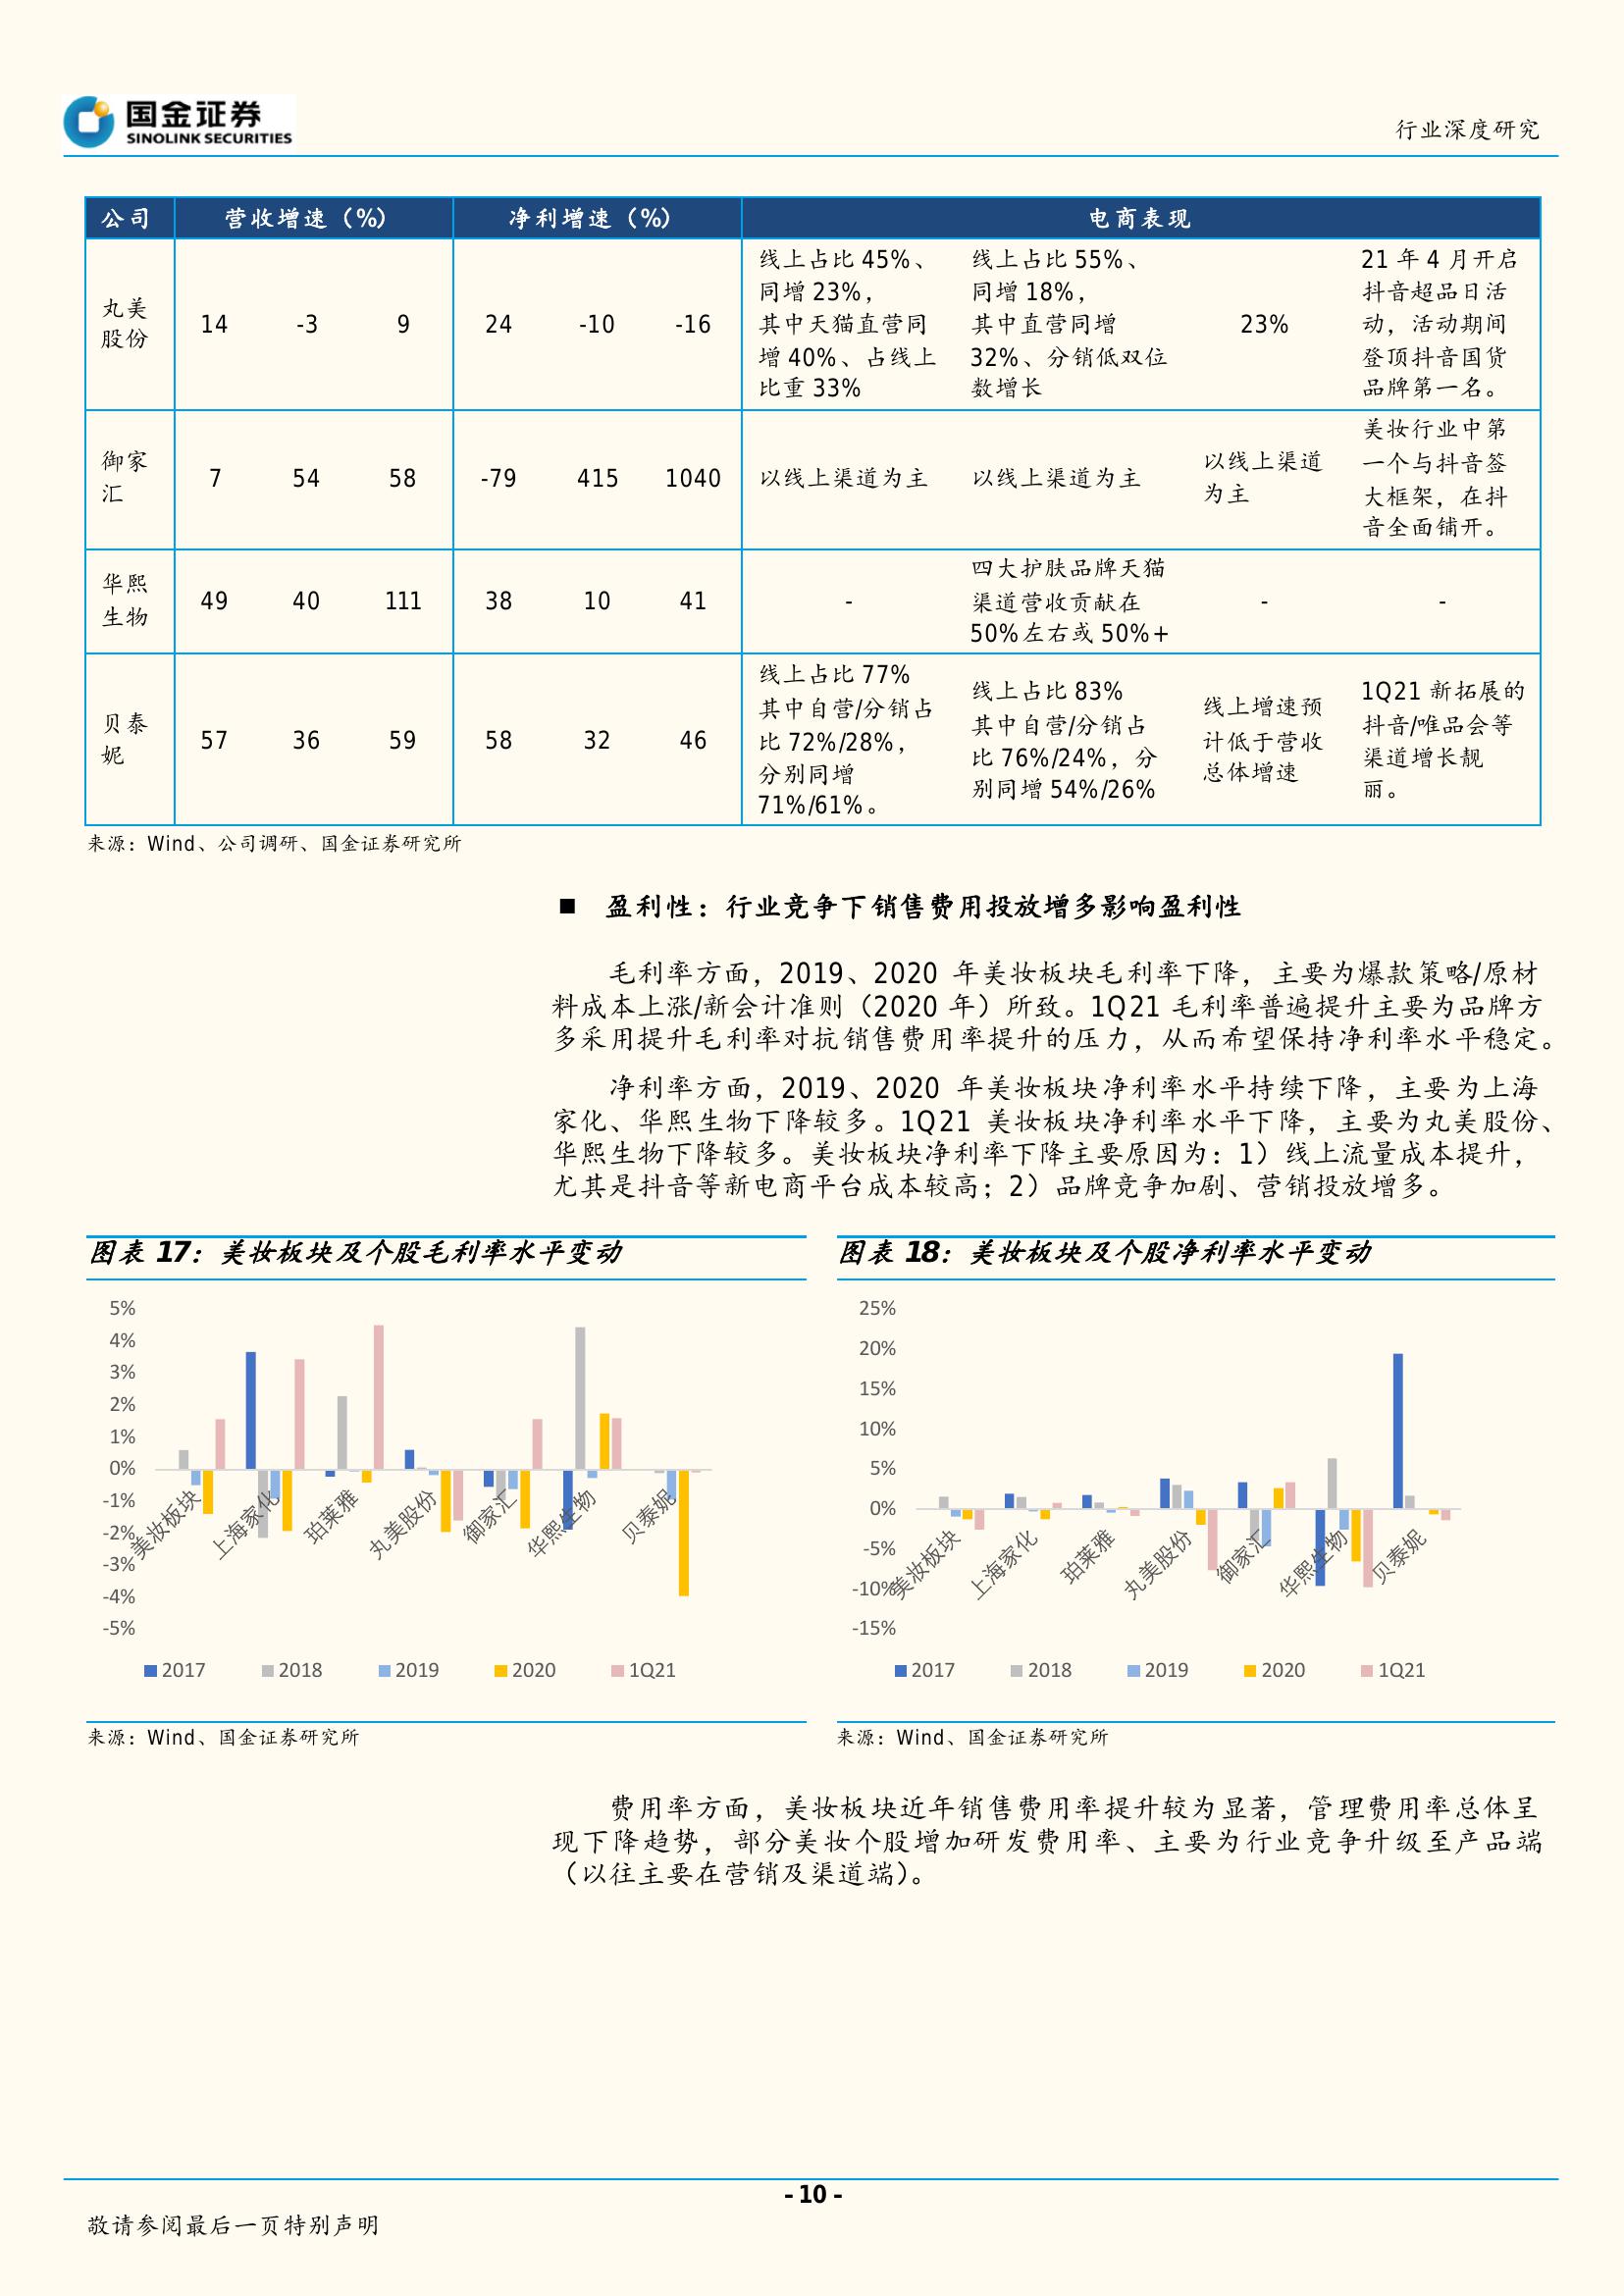 国金证券
SINOLINK SECURITIES
行业深度研究
公司 营收增速（%） 净利增速（%） 电商表现
丸美
股份
14 -3 9 24 -10 -16
线上占比 45%、
同增 23%，
其中天猫直营同
增 40%、占线上
比重 33%
线上占比 55%、
同增 18%，
其中直营同增
32%、分销低双位
数增长
23%
21 年 4 月开启
抖音超品日活
动，活动期间
登顶抖音国货
品牌第一名。
御家
汇
7 54 58 -79 415 1040
以线上渠道为主
以线上渠道为主
以线上渠道
为主
美妆行业中第
一个与抖音签
大框架，在抖
音全面铺开。
华熙
生物
49 40 111 38 10 41
-
四大护肤品牌天猫
渠道营收贡献在
50%左右或 50%+
-
-
贝泰
妮
57 36 59 58 32 46
线上占比 77%
其中自营/分销占
比 72%/28%，
分别同增
71%/61%。
线上占比 83%
其中自营/分销占
比 76%/24%，分
别同增 54%/26%
线上增速预
计低于营收
总体增速
1Q21 新拓展的
抖音/唯品会等
渠道增长靓
丽。
来源：Wind、公司调研、国金证券研究所
■ 盈利性：行业竞争下销售费用投放增多影响盈利性
毛利率方面，2019、2020 年美妆板块毛利率下降，主要为爆款策略/原材
料成本上涨/新会计准则（2020 年）所致。1Q21 毛利率普遍提升主要为品牌方
多采用提升毛利率对抗销售费用率提升的压力，从而希望保持净利率水平稳定。
净利率方面，2019、2020 年美妆板块净利率水平持续下降，主要为上海
家化、华熙生物下降较多。1Q21 美妆板块净利率水平下降，主要为丸美股份、
华熙生物下降较多。美妆板块净利率下降主要原因为：1）线上流量成本提升，
尤其是抖音等新电商平台成本较高；2）品牌竞争加剧、营销投放增多。
图表 17：美妆板块及个股毛利率水平变动
5%
4%
3%
2%
1%
0%
-1%
-2%
-3%
-4%
-5%
美妆板块 上海家化 珀莱雅 丸美股份 御家汇 华熙生物 贝泰妮
2017 2018 2019 2020 1Q21
来源：Wind、国金证券研究所
图表 18：美妆板块及个股净利率水平变动
25%
20%
15%
10%
5%
0%
-5%
-10%
-15%
美妆板块 上海家化 珀莱雅 丸美股份 御家汇 华熙生物 贝泰妮
2017 2018 2019 2020 1Q21
来源：Wind、国金证券研究所
费用率方面，美妆板块近年销售费用率提升较为显著，管理费用率总体呈
现下降趋势，部分美妆个股增加研发费用率、主要为行业竞争升级至产品端
（以往主要在营销及渠道端）。
- 10 -
敬请参阅最后一页特别声明